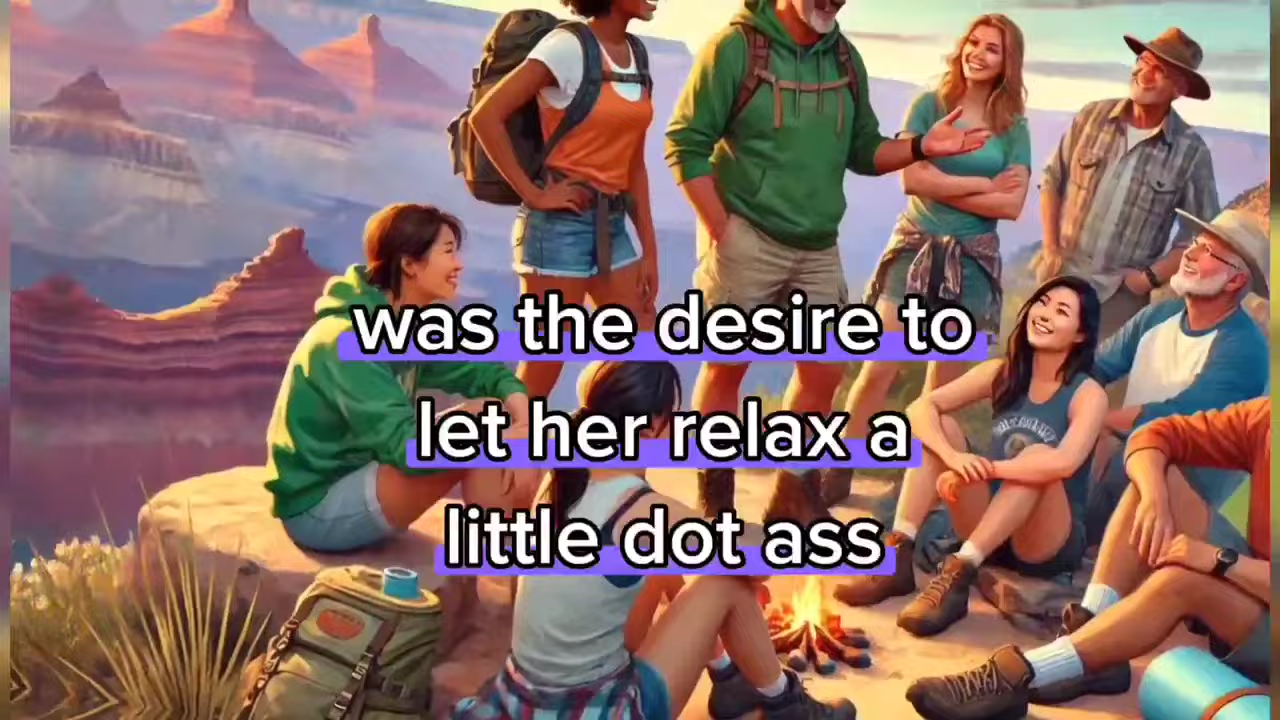 was the desire to
let her relax a
little dot ass